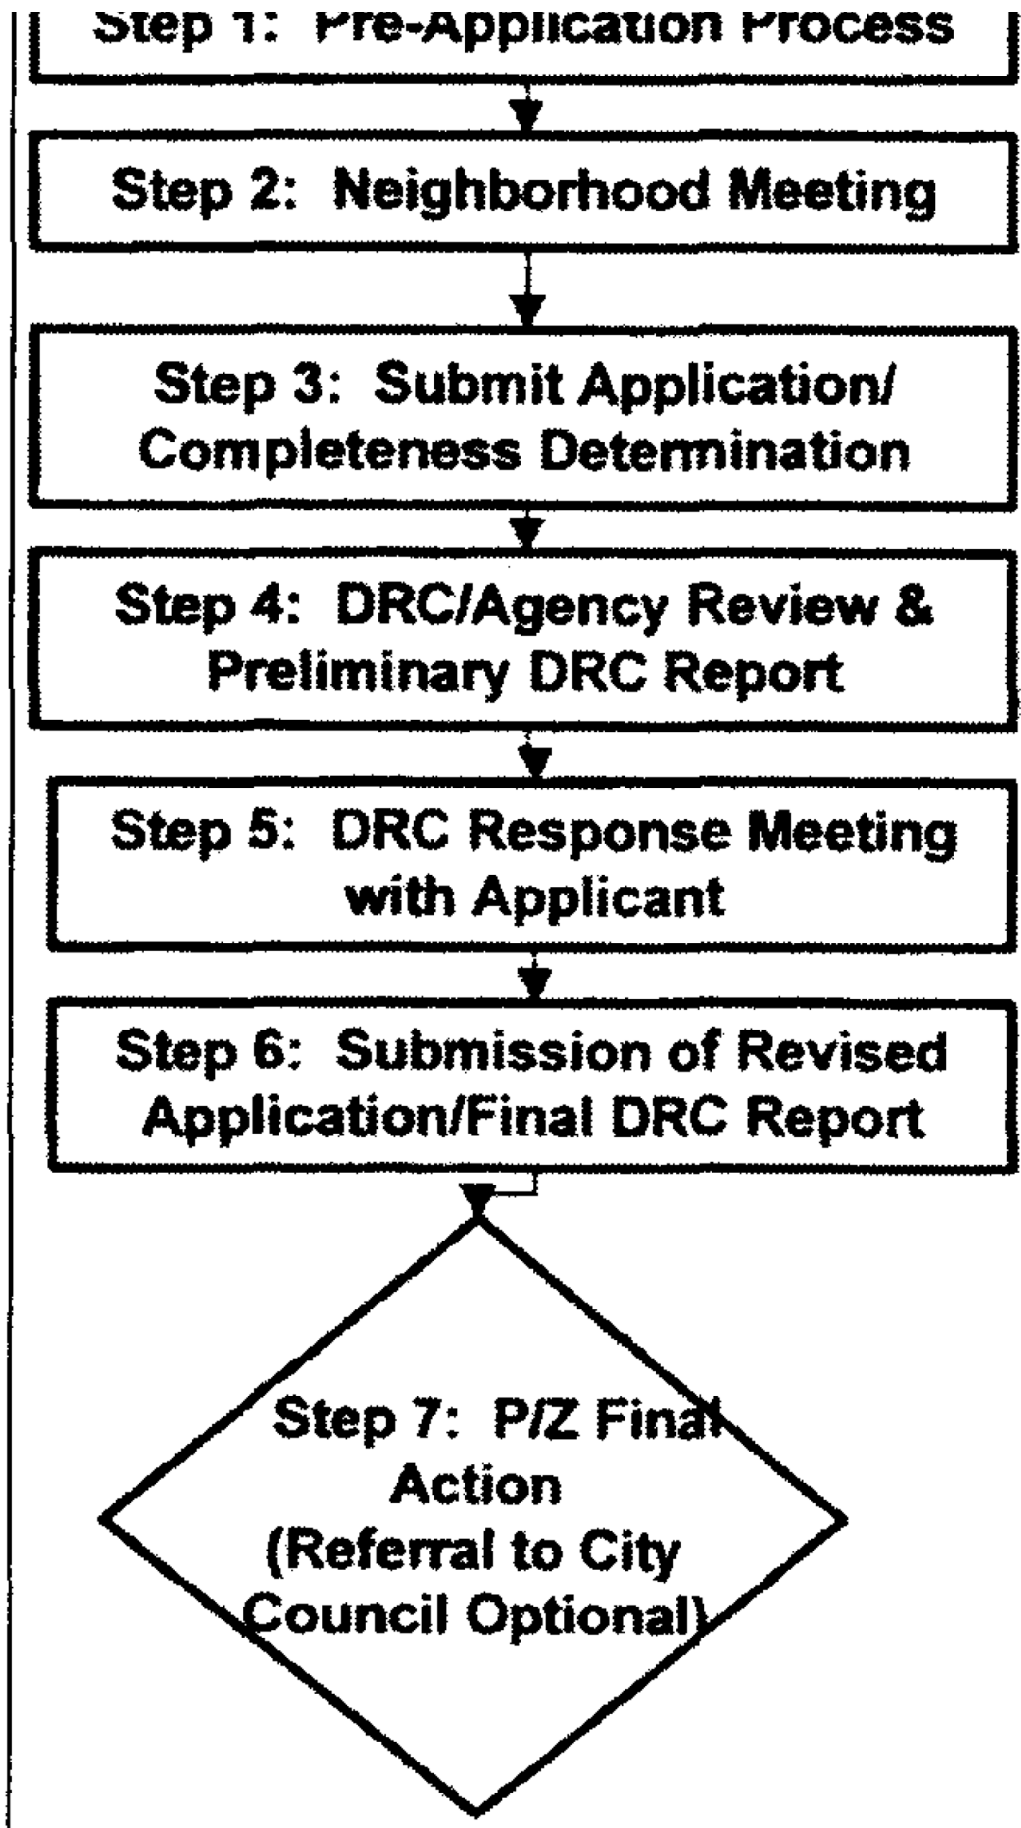 Step 1: Pre-Application Process
Step 2: Neighborhood Meeting
Step 3: Submit Application/
Completeness Determination
Step 4: DRC/Agency Review &
Preliminary DRC Report
Step 5: DRC Response Meeting
with Applicant
Step 6: Submission of Revised
Application/Final DRC Report
Step 7: P/Z Final
Action
(Referral to City
Council Optional)